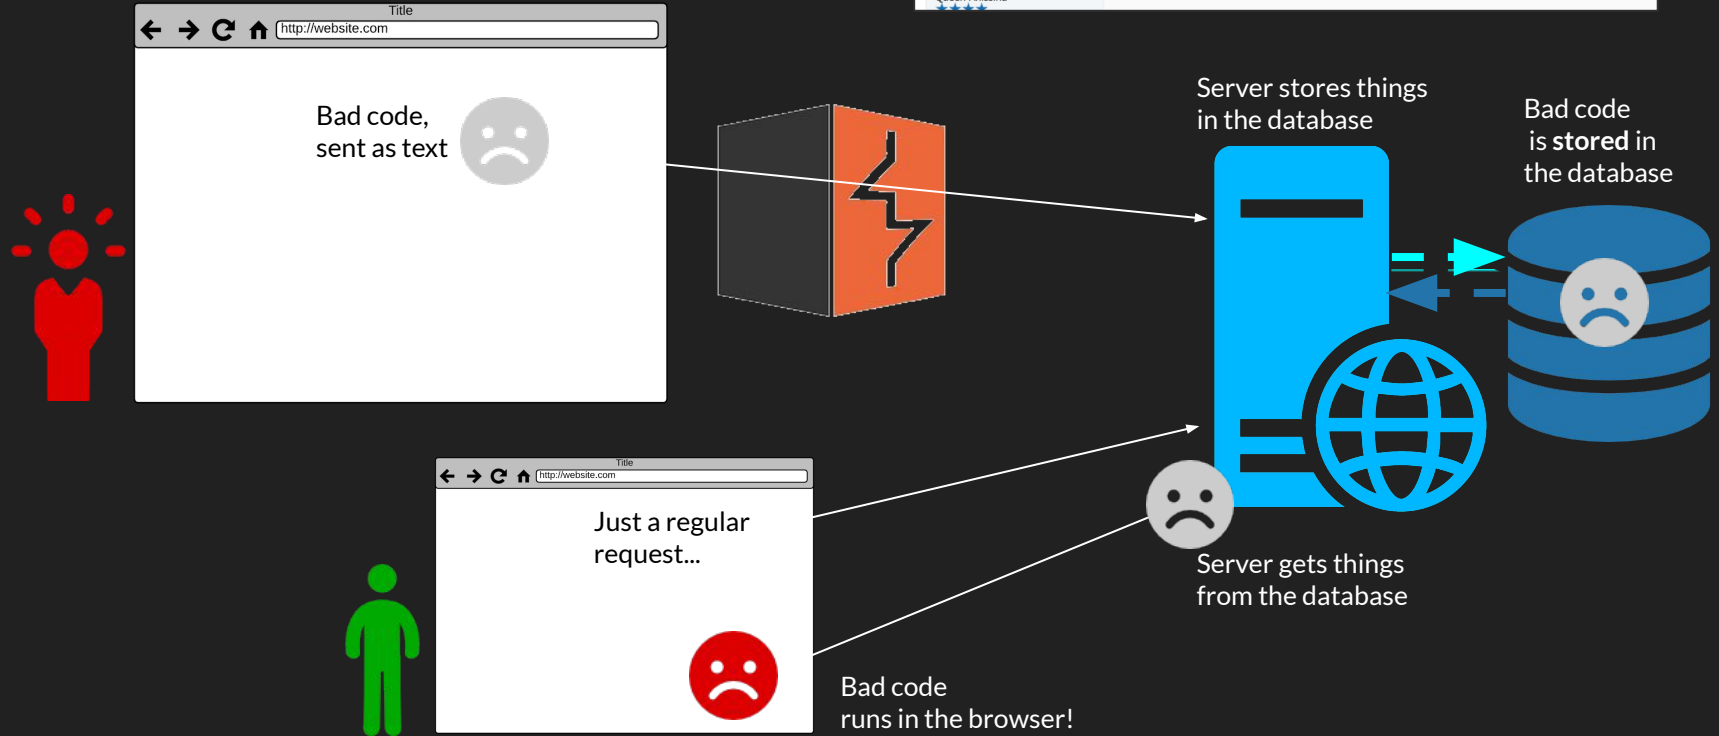 Title
http://website.com
Bad code,
sent as text
Server stores things
in the database
Bad code
is stored in
the database
Title
http://website.com
Just a regular
request...
Server gets things
from the database
Bad code
runs in the browser!